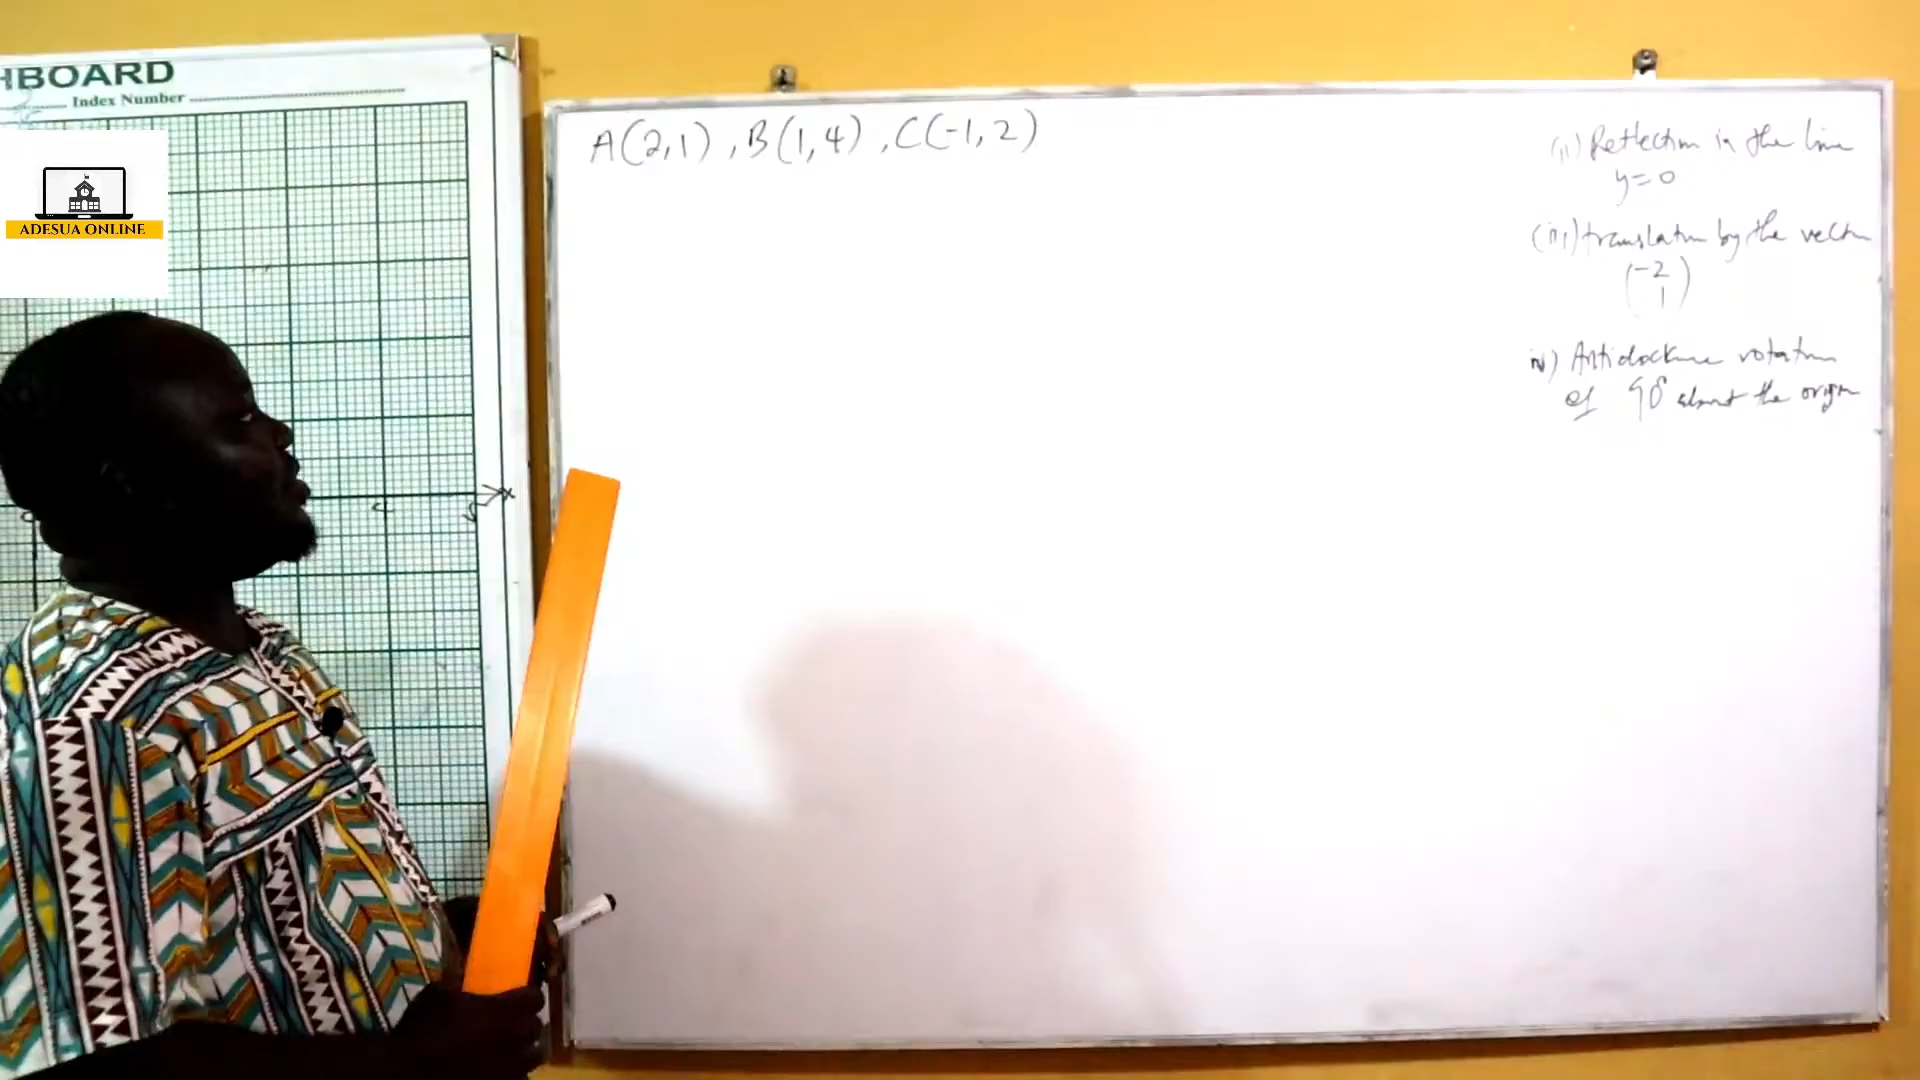 HBOARD
Index Number
ADESUA ONLINE
A(2,1) , B(1,4) , C(-1,2)
(ii) Reflection in the line
y=0
(iii) translation by the vector
(-2
1)
iv) Anticlockwise rotation
of 90° about the origin
x